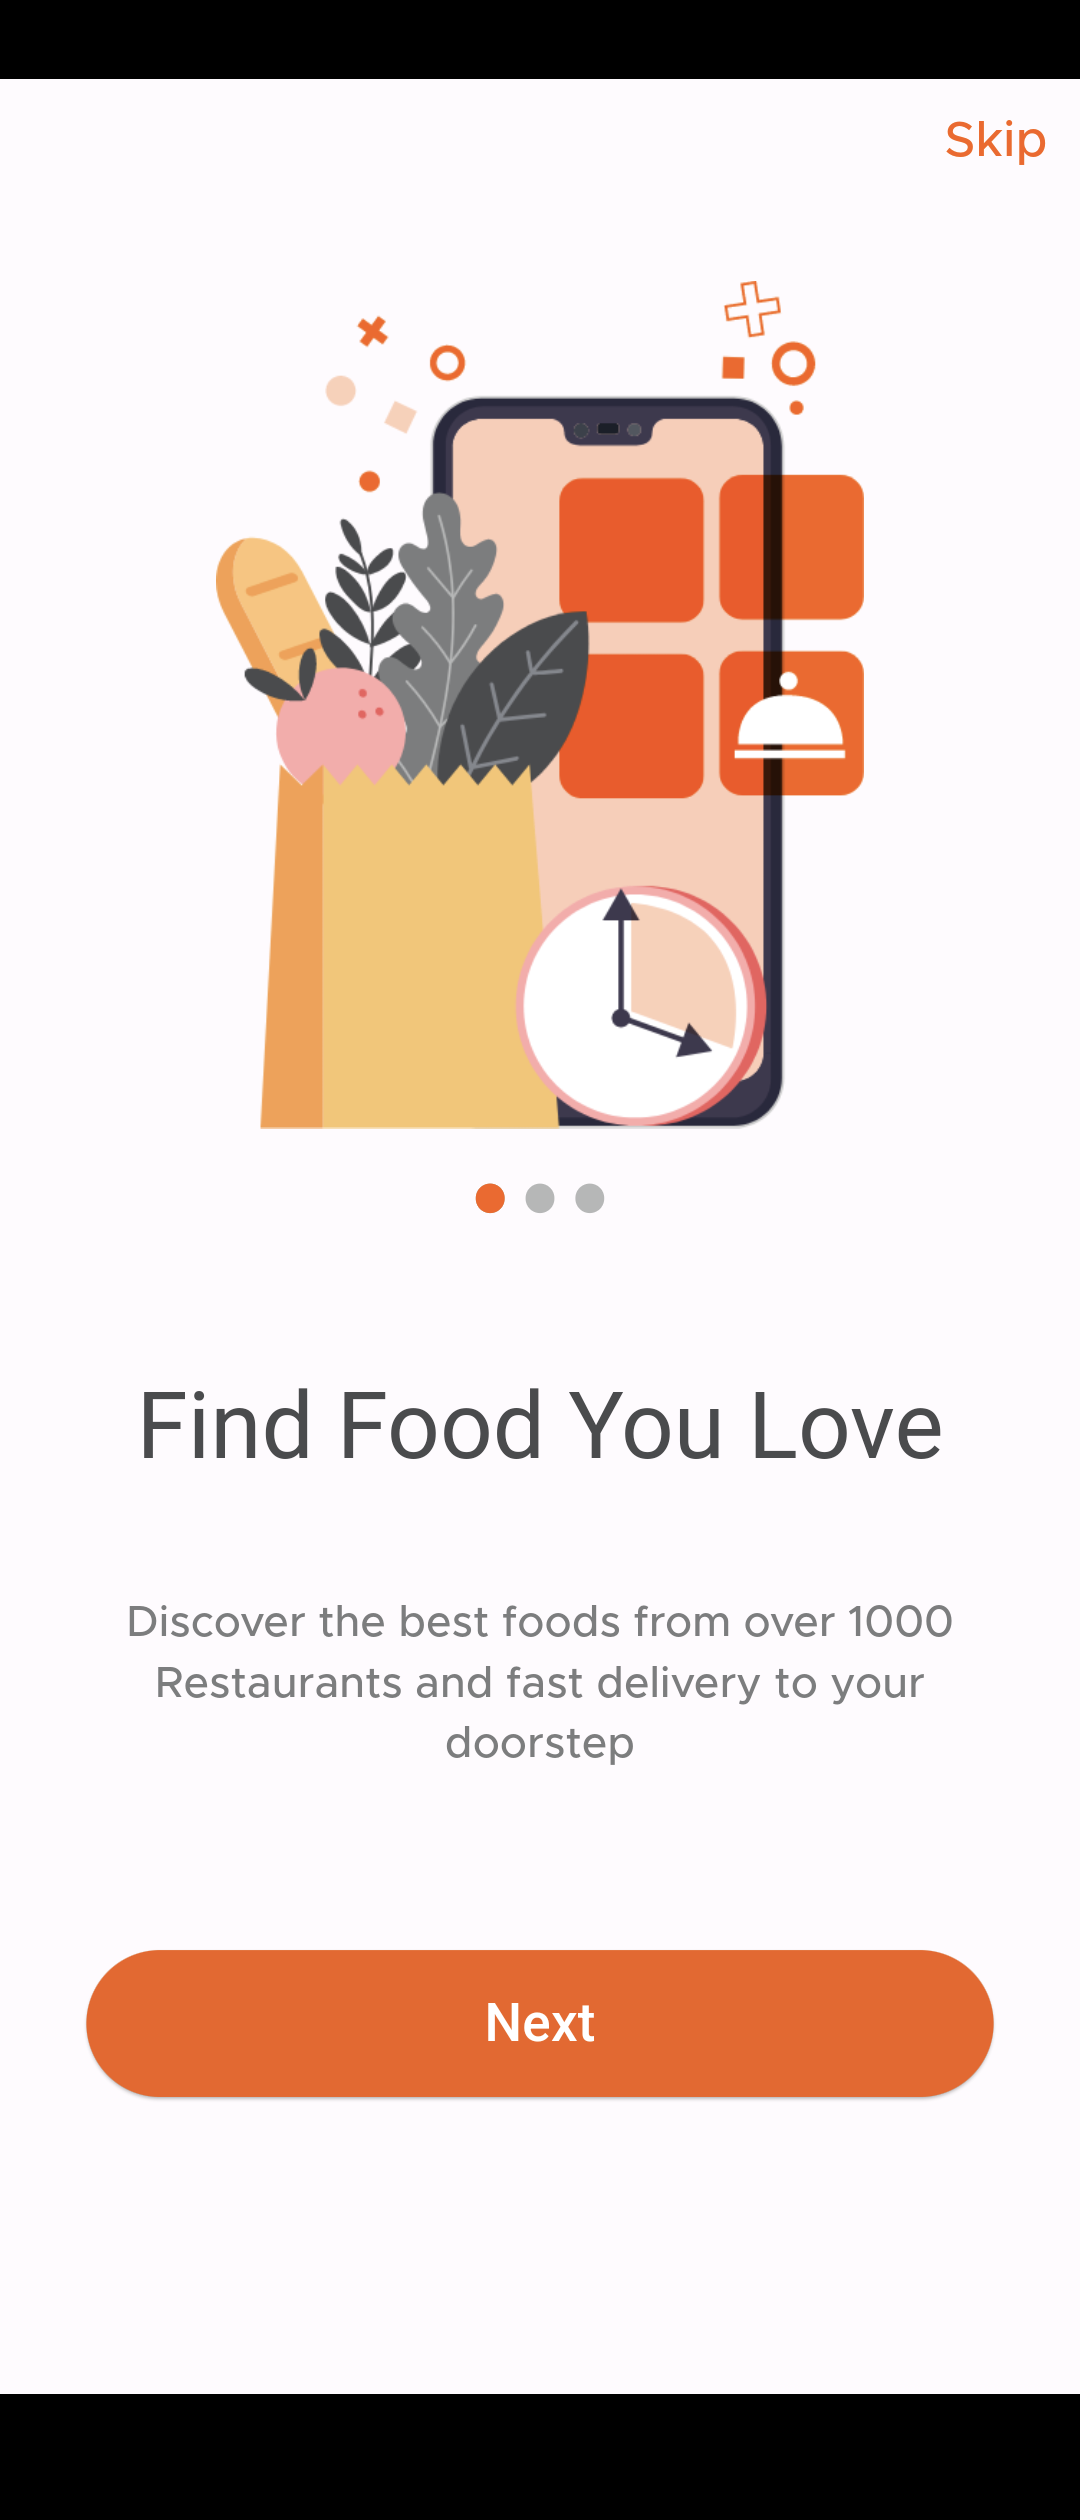 Skip
Find Food You Love
Discover the best foods from over 1000
Restaurants and fast delivery to your
doorstep
Next